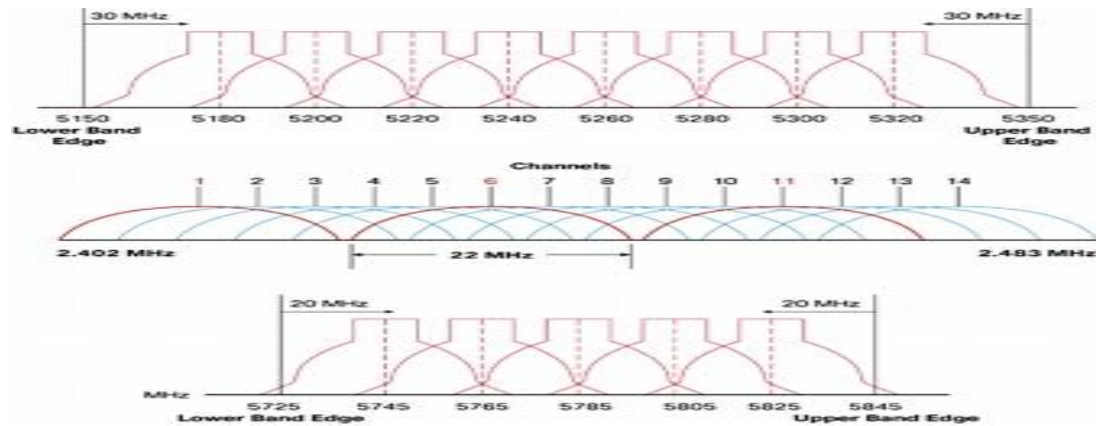 30 MHz 30 MHz
5150 5180 5200 5220 5240 5260 5280 5300 5320 5350
Lower Band Edge Upper Band Edge
Channels
1 2 3 4 5 6 7 8 9 10 11 12 13 14
2.402 MHz 22 MHz 2.483 MHz
20 MHz 20 MHz
MHz
5725 5745 5765 5785 5805 5825 5845
Lower Band Edge Upper Band Edge